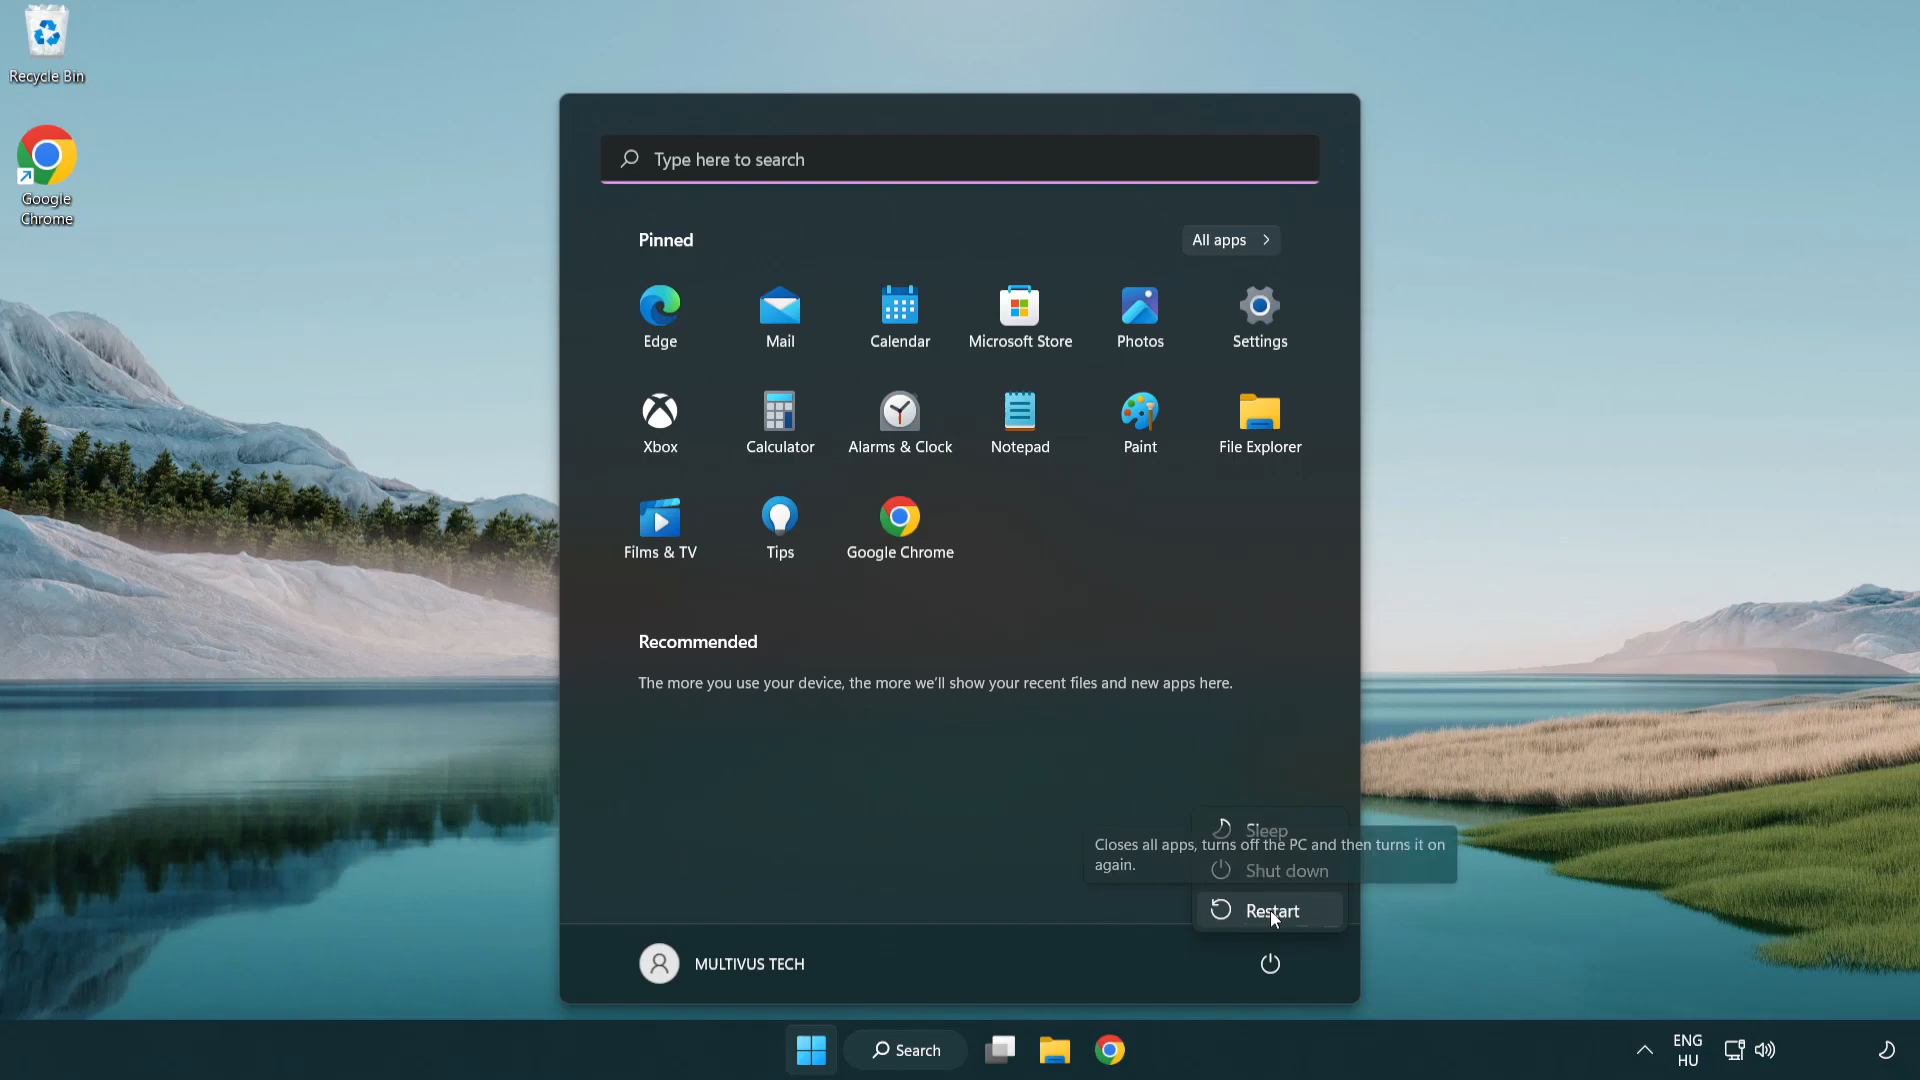 Recycle Bin
Google
Chrome
Type here to search
Pinned
All apps
Edge
Mail
Calendar
Microsoft Store
Photos
Settings
Xbox
Calculator
Alarms & Clock
Notepad
Paint
File Explorer
Films & TV
Tips
Google Chrome
Recommended
The more you use your device, the more we'll show your recent files and new apps here.
Sleep
Closes all apps, turns off the PC and then turns it on
again.
Shut down
Restart
MULTIVUS TECH
Search
ENG
HU